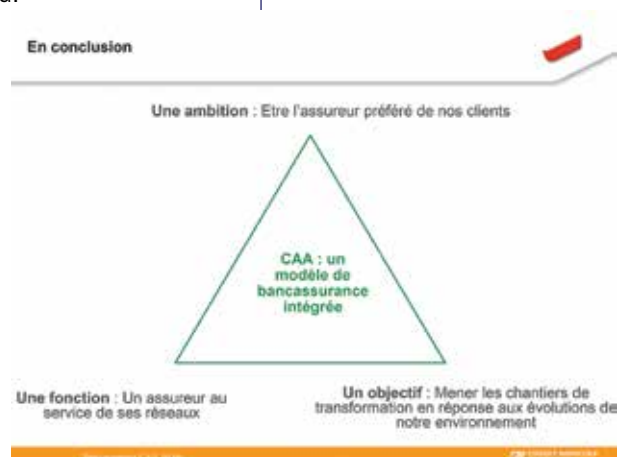 En conclusion
Une ambition : Etre l'assureur préféré de nos clients
CAA : un
modèle de
bancassurance
intégrée
Une fonction : Un assureur au
service de ses réseaux
Un objectif : Mener les chantiers de
transformation en réponse aux évolutions de
notre environnement